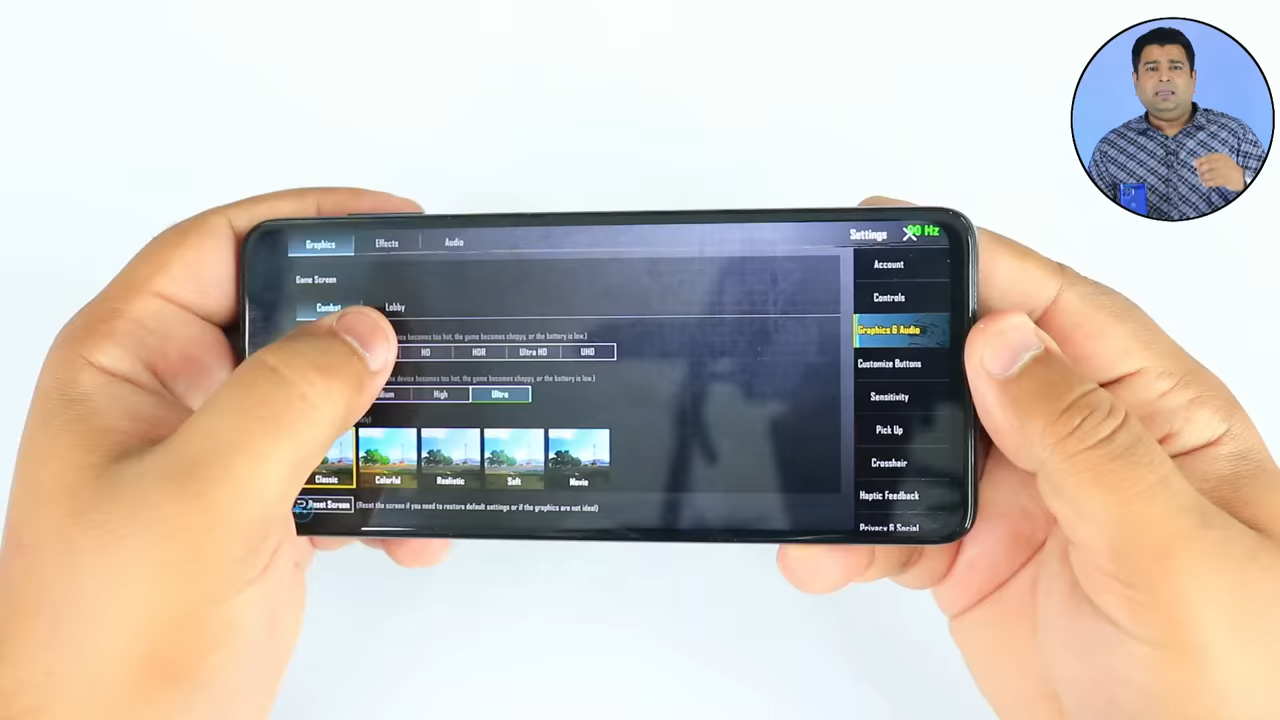 Graphics Effects Audio
Settings
Hz
Game Screen
Account
Combat Lobby
Controls
device becomes too hot, the game becomes choppy, or the battery is low.)
HD HDR Ultra HD UHD
Graphics & Audio
Customize Buttons
device becomes too hot, the game becomes choppy, or the battery is low.)
High Ultra
Sensitivity
Pick Up
Classic Colorful Realistic Soft Movie
Crosshair
Reset Screen (Reset the screen if you need to restore default settings or if the graphics are not ideal)
Haptic Feedback
Privacy & Social